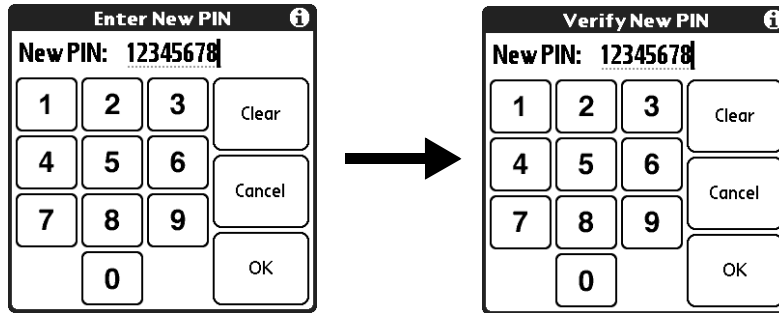 Enter New PIN i
New PIN: 12345678
1 2 3 Clear
4 5 6
Cancel
7 8 9
0 OK
Verify New PIN i
New PIN: 12345678
1 2 3 Clear
4 5 6
Cancel
7 8 9
0 OK